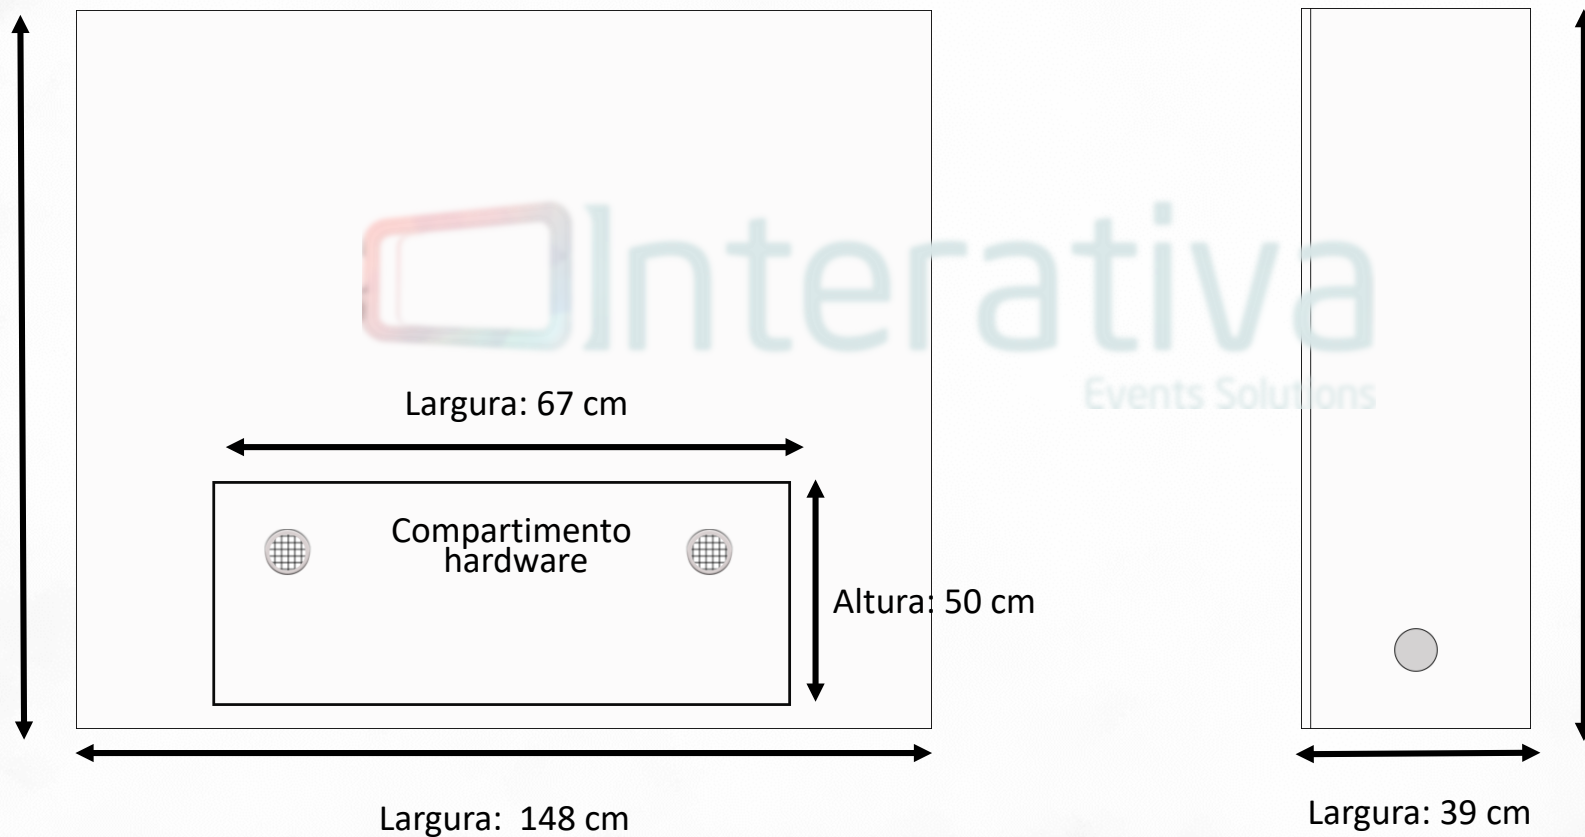 Interativa
Events Solutions
Largura: 67 cm
Compartimento
hardware
Altura: 50 cm
Largura:  148 cm
Largura: 39 cm